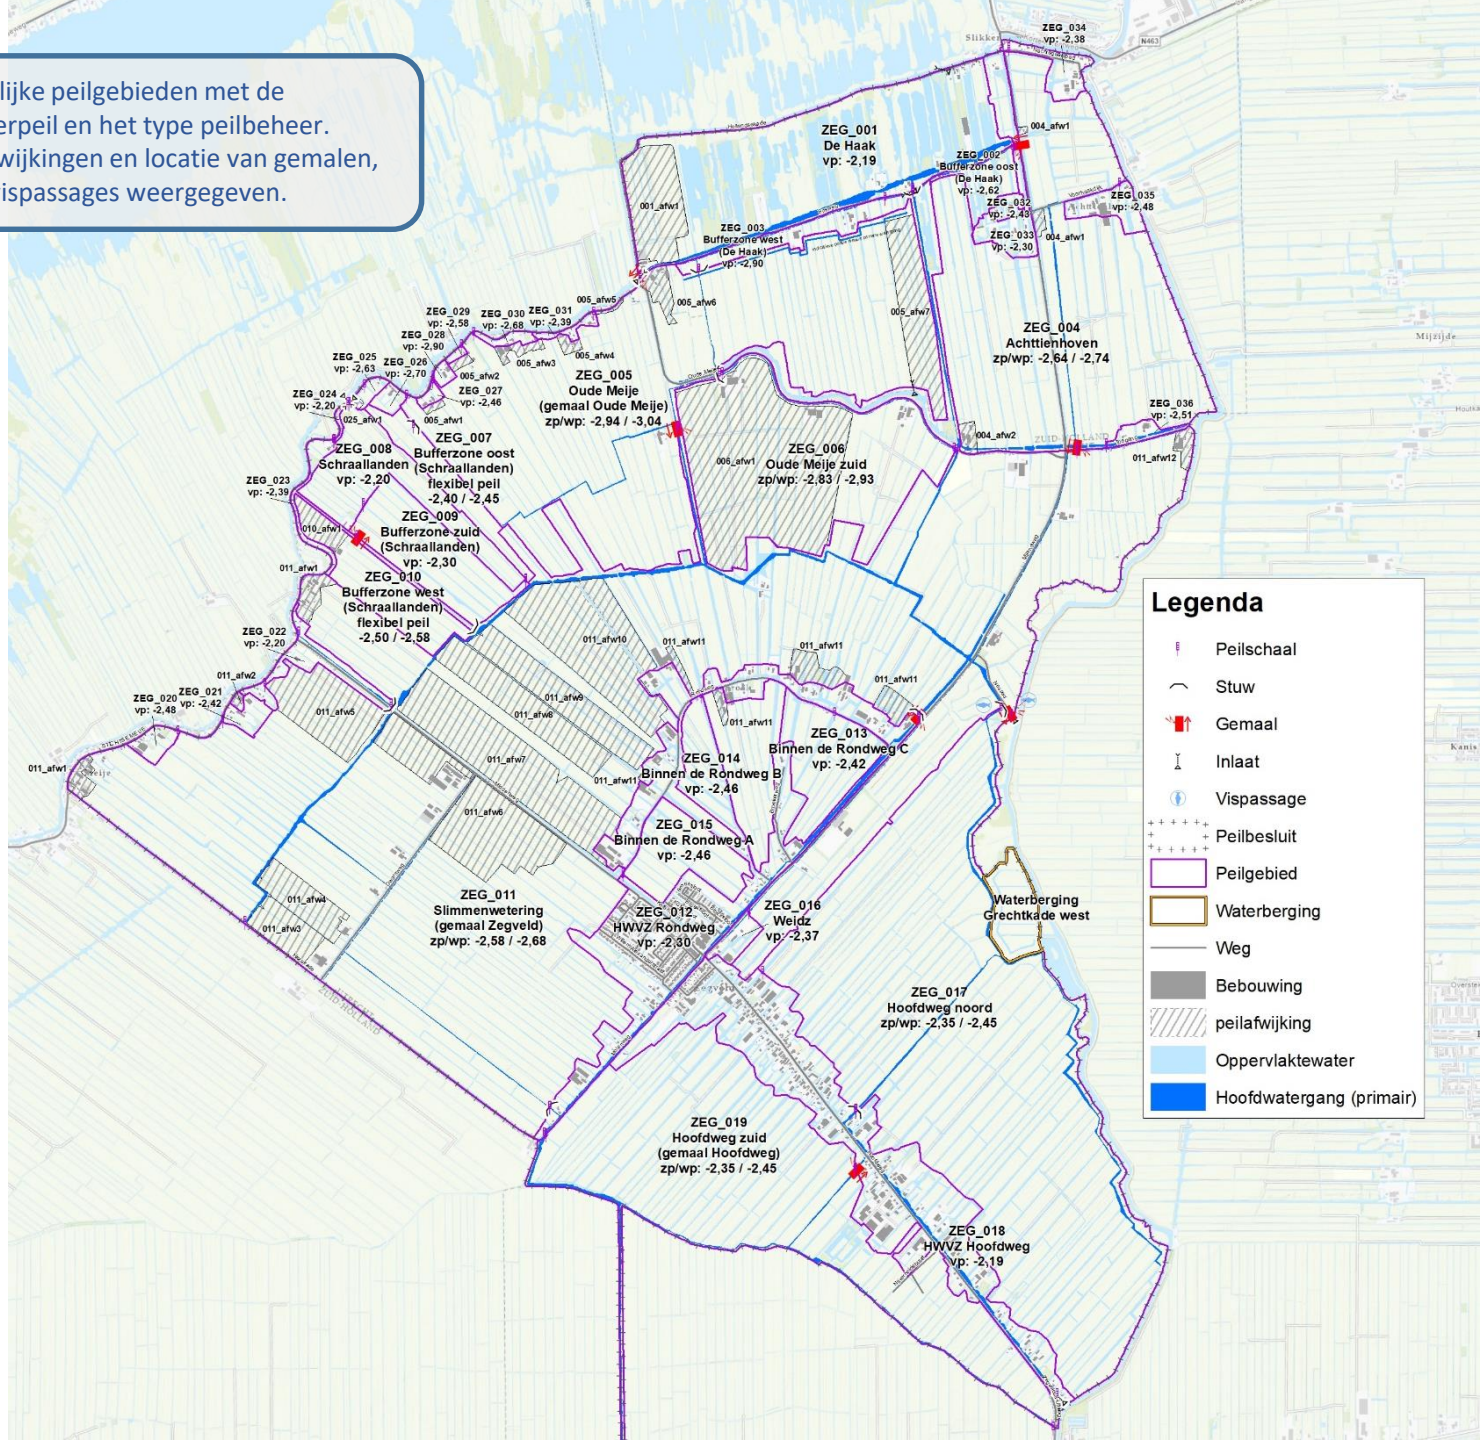 lijke peilgebieden met de
erpeil en het type peilbeheer.
wijkingen en locatie van gemalen,
vispassages weergegeven.
Slikken
N463
ZEG_034
vp: -2,38
004_afw1
ZEG_001
De Haak
vp: -2,19
ZEG_002
Bufferzone oost
(De Haak)
vp: -2,62
ZEG_032
vp: -2,43
ZEG_033
vp: -2,30
004_afw1
ZEG_035
vp: -2,48
001_afw1
ZEG_003
Bufferzone west
(De Haak)
vp: -2,90
005_afw5
005_afw6
005_afw7
ZEG_029
vp: -2,58
ZEG_030
vp: -2,68
ZEG_031
vp: -2,39
ZEG_028
vp: -2,90
005_afw3
005_afw4
005_afw2
ZEG_025
vp: -2,63
ZEG_026
vp: -2,70
ZEG_027
vp: -2,46
ZEG_024
vp: -2,20
025_afw1
005_afw1
ZEG_004
Achttienhoven
zp/wp: -2,64 / -2,74
ZEG_005
Oude Meije
(gemaal Oude Meije)
zp/wp: -2,94 / -3,04
Oude Meije
Mijzijde
ZEG_036
vp: -2,51
ZUID-HOLLAND
004_afw2
011_afw12
ZEG_006
Oude Meije zuid
zp/wp: -2,83 / -2,93
006_afw1
ZEG_007
Bufferzone oost
(Schraallanden)
flexibel peil
-2,40 / -2,45
ZEG_008
Schraallanden
vp: -2,20
ZEG_023
vp: -2,39
ZEG_009
Bufferzone zuid
(Schraallanden)
vp: -2,30
010_afw1
011_afw1
ZEG_010
Bufferzone west
(Schraallanden)
flexibel peil
-2,50 / -2,58
ZEG_022
vp: -2,20
011_afw2
ZEG_020
vp: -2,48
ZEG_021
vp: -2,42
011_afw1
011_afw5
011_afw10
011_afw11
011_afw11
011_afw11
011_afw9
011_afw8
011_afw11
011_afw7
011_afw11
011_afw6
ZEG_013
Binnen de Rondweg C
vp: -2,42
ZEG_014
Binnen de Rondweg B
vp: -2,46
ZEG_015
Binnen de Rondweg A
vp: -2,46
011_afw4
011_afw3
ZEG_011
Slimmenwetering
(gemaal Zegveld)
zp/wp: -2,58 / -2,68
ZEG_012
HWVZ Rondweg
vp: -2,30
ZEG_016
Weidz
vp: -2,37
Waterberging
Grechtkade west
ZEG_017
Hoofdweg noord
zp/wp: -2,35 / -2,45
ZEG_019
Hoofdweg zuid
(gemaal Hoofdweg)
zp/wp: -2,35 / -2,45
ZEG_018
HWVZ Hoofdweg
vp: -2,19
Kanis
Legenda
Peilschaal
Stuw
Gemaal
Inlaat
Vispassage
Peilbesluit
Peilgebied
Waterberging
Weg
Bebouwing
peilafwijking
Oppervlaktewater
Hoofdwatergang (primair)